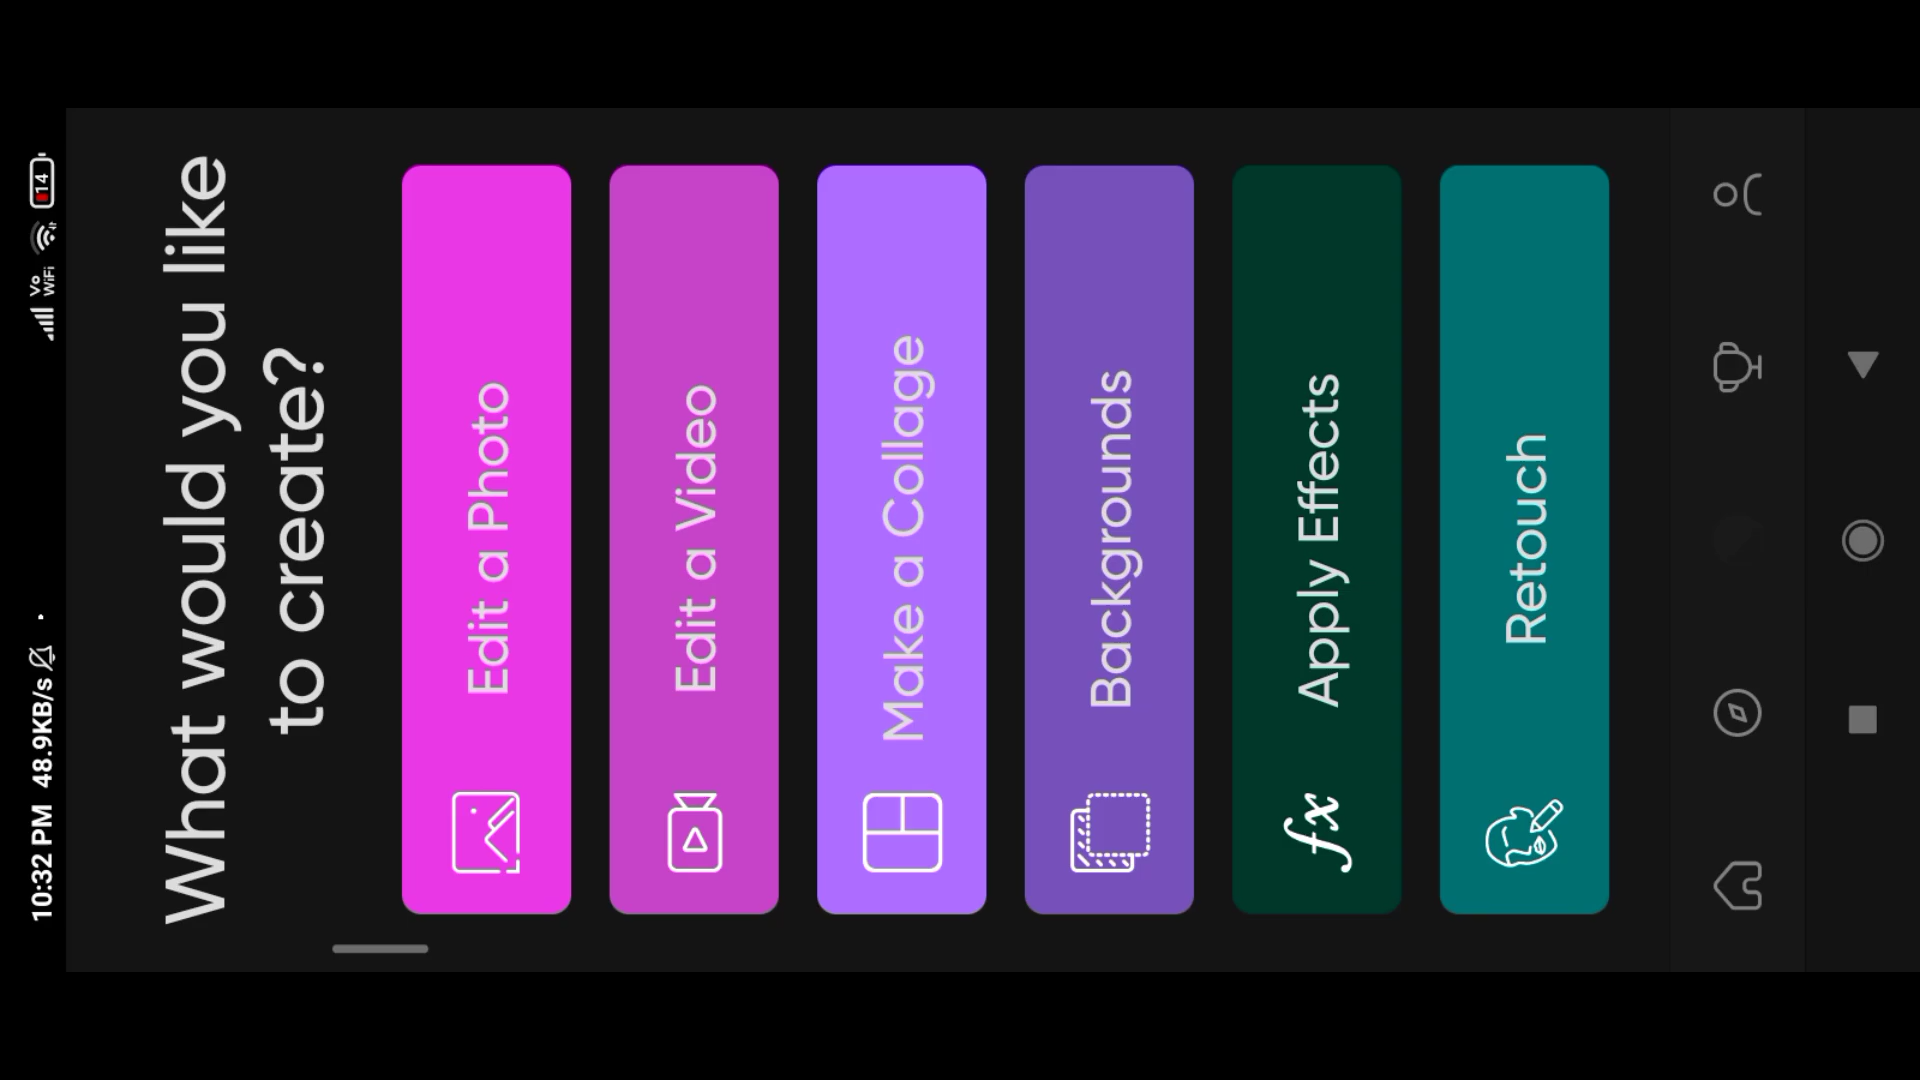 10:32 PM 48.9KB/s
Vo
WiFi
14
What would you like
to create?
Edit a Photo
Edit a Video
Make a Collage
Backgrounds
fx Apply Effects
Retouch